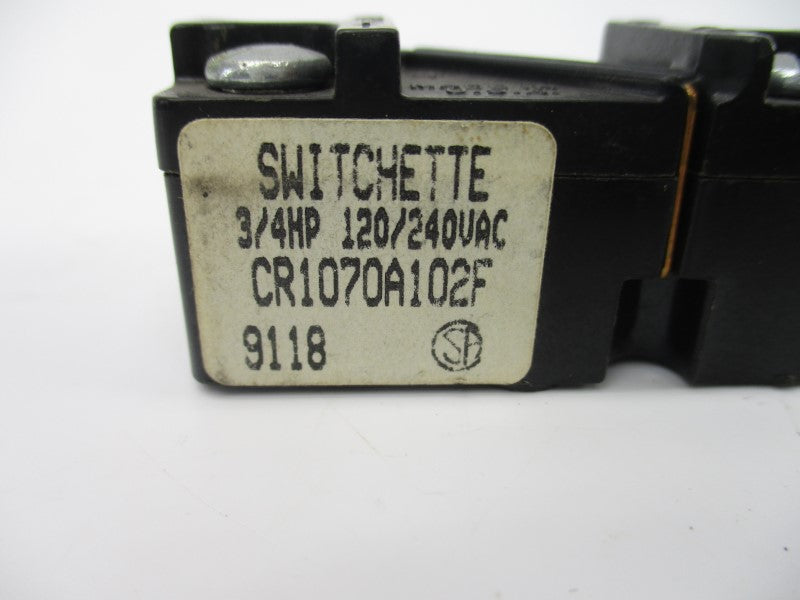 SWITCHETTE
3/4HP 120/240VAC
CR1070A102F
9118